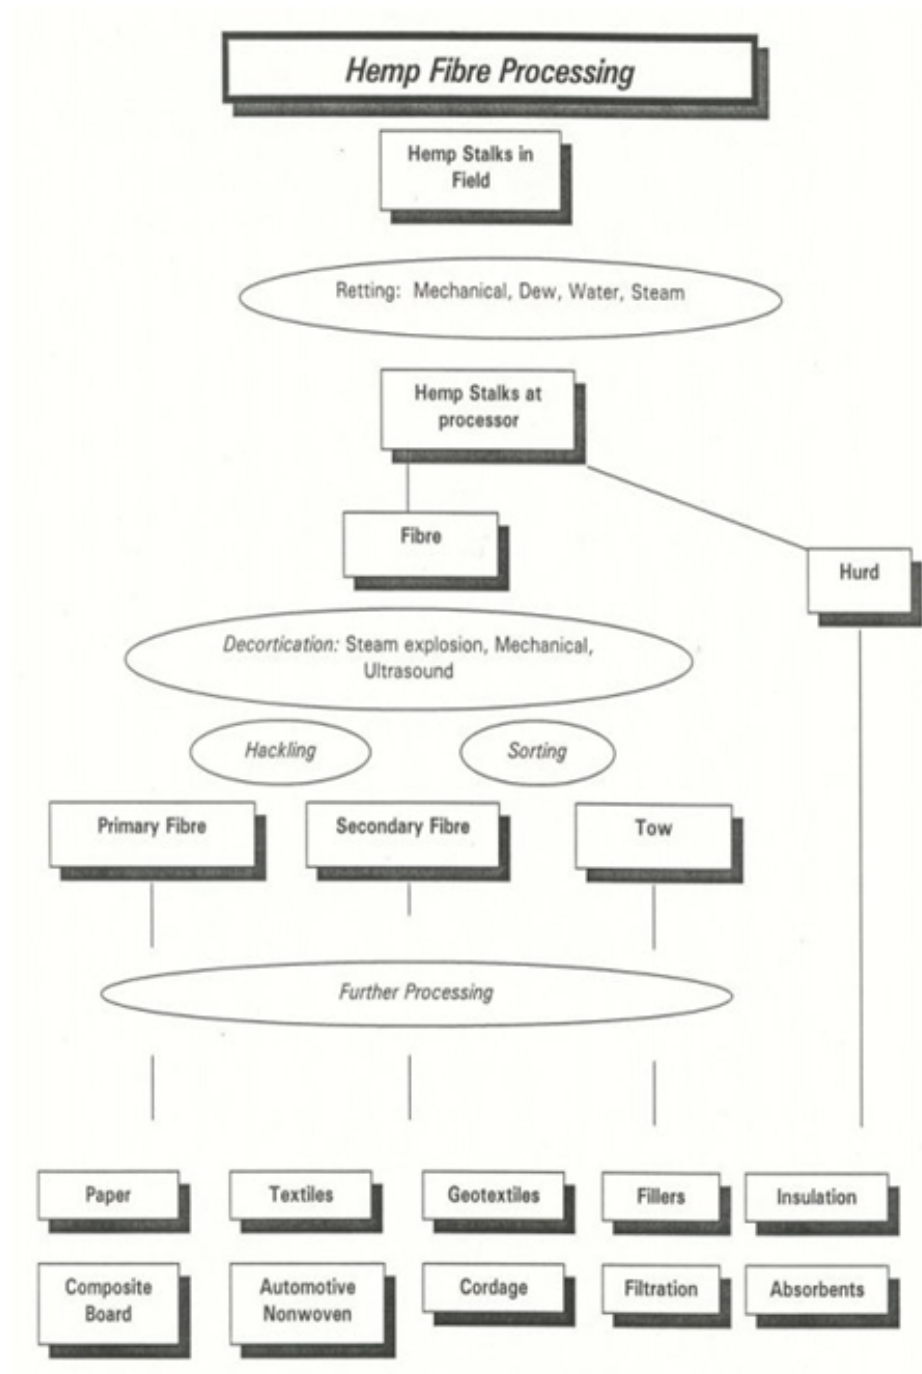 Hemp Fibre Processing
Hemp Stalks in
Field
Retting: Mechanical, Dew, Water, Steam
Hemp Stalks at
processor
Fibre
Hurd
Decortication: Steam explosion, Mechanical,
Ultrasound
Hackling
Sorting
Primary Fibre
Secondary Fibre
Tow
Further Processing
Paper
Textiles
Geotextiles
Fillers
Insulation
Composite
Board
Automotive
Nonwoven
Cordage
Filtration
Absorbents